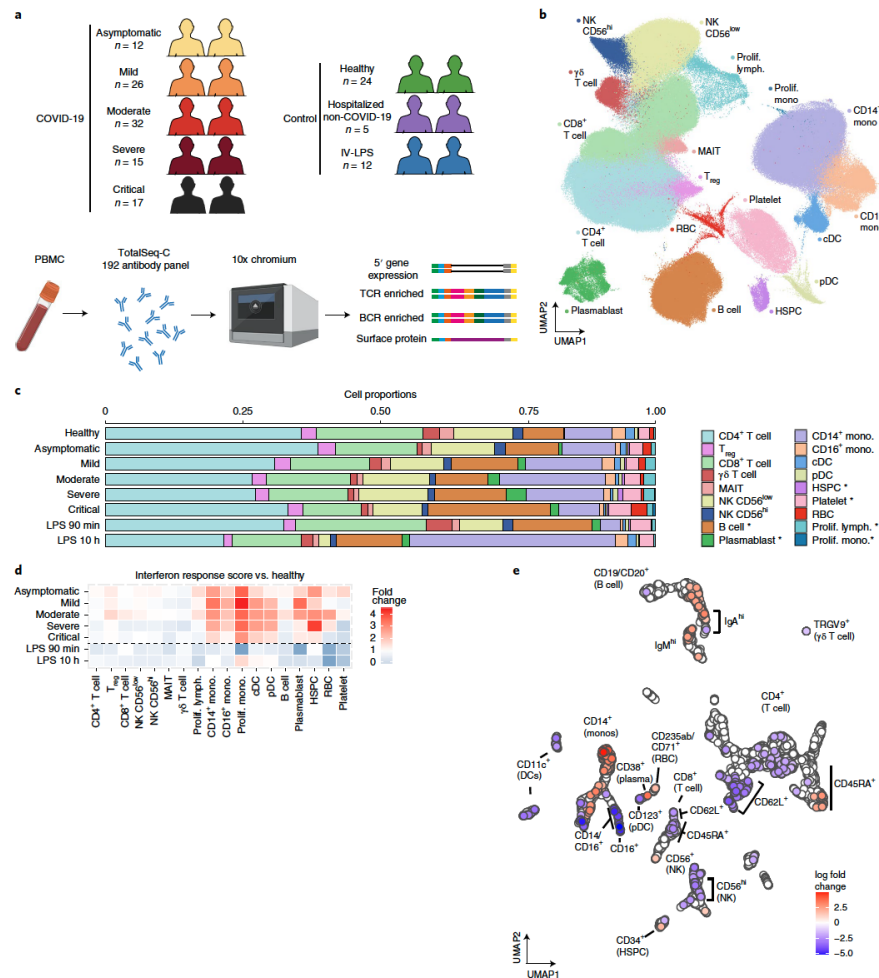 a
Asymptomatic
n = 12
Mild
n = 26
Moderate
n = 32
Severe
n = 15
Critical
n = 17
COVID-19
Healthy
n = 24
Hospitalized
non-COVID-19
n = 5
IV-LPS
n = 12
Control
PBMC
TotalSeq-C
192 antibody panel
10x chromium
5′ gene
expression
TCR enriched
BCR enriched
Surface protein
b
NK
CD56hi
NK
CD56low
Prolif.
lymph.
γδ
T cell
Prolif.
mono
CD14
mono
CD8+
T cell
MAIT
Treg
Platelet
CD1
mono
RBC
cDC
CD4+
T cell
pDC
Plasmablast
B cell
HSPC
UMAP2
UMAP1
c
Cell proportions
0 0.25 0.50 0.75 1.00
Healthy
Asymptomatic
Mild
Moderate
Severe
Critical
LPS 90 min
LPS 10 h
CD4+ T cell
Treg
CD8+ T cell
γδ T cell
MAIT
NK CD56low
NK CD56hi
B cell *
Plasmablast *
CD14+ mono.
CD16+ mono.
cDC
pDC
HSPC *
Platelet *
RBC
Prolif. lymph. *
Prolif. mono. *
d
Interferon response score vs. healthy
Asymptomatic
Mild
Moderate
Severe
Critical
LPS 90 min
LPS 10 h
Fold
change
4
3
2
1
0
CD4+ T cell
Treg
CD8+ T cell
NK CD56low
NK CD56hi
MAIT
γδ T cell
Prolif. lymph.
CD14+ mono.
CD16+ mono.
Prolif. mono.
cDC
pDC
B cell
Plasmablast
HSPC
RBC
Platelet
e
CD19/CD20+
(B cell)
IgAhi
IgMhi
TRGV9+
(γδ T cell)
CD4+
(T cell)
CD14+
(monos)
CD235ab/
CD71+
(RBC)
CD11c+
(DCs)
CD38+
(plasma)
CD8+
(T cell)
CD45RA+
CD62L+
CD62L+
CD123+
(pDC)
CD14/
CD16+
CD16+
CD45RA+
CD56+
(NK)
CD56hi
(NK)
CD34+
(HSPC)
log fold
change
2.5
0
−2.5
−5.0
UMAP2
UMAP1